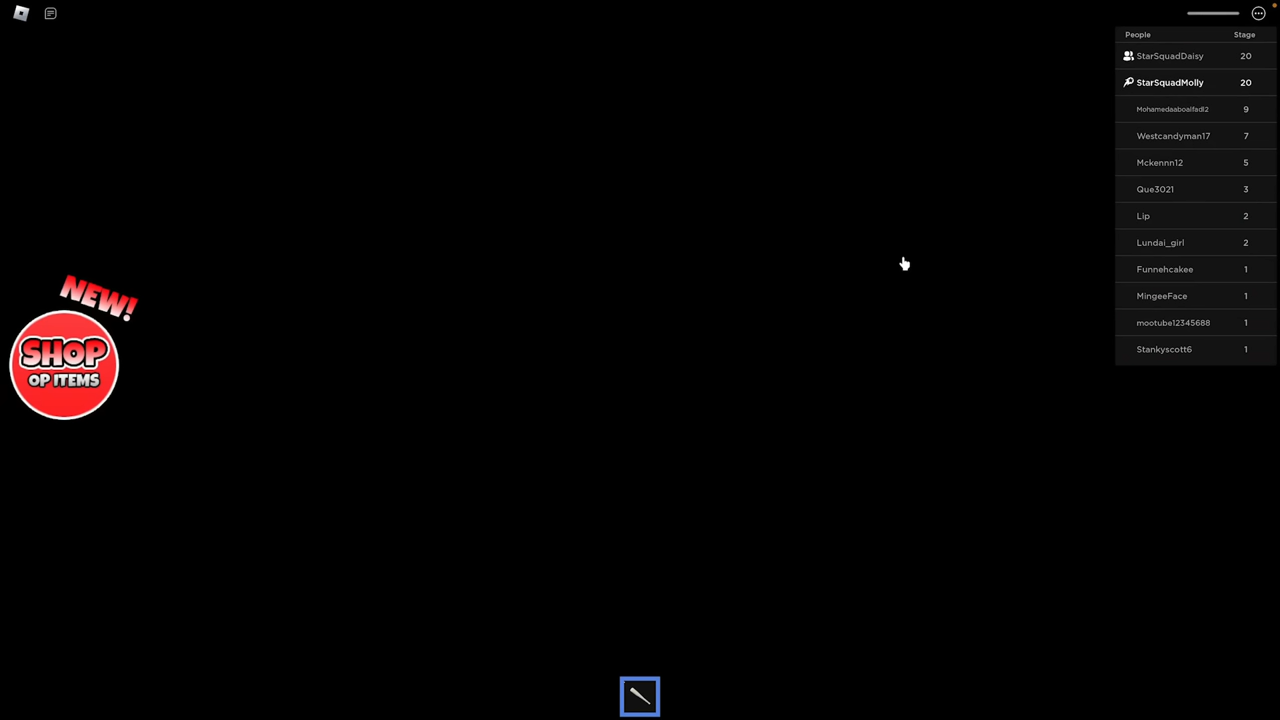 People Stage
StarSquadDaisy 20
StarSquadMolly 20
Mohamedaaboalfadl2 9
Westcandyman17 7
Mckennn12 5
Que3021 3
Lip 2
Lundai_girl 2
Funnehcakee 1
MingeeFace 1
mootube12345688 1
Stankyscott6 1
NEW!
SHOP
OP ITEMS